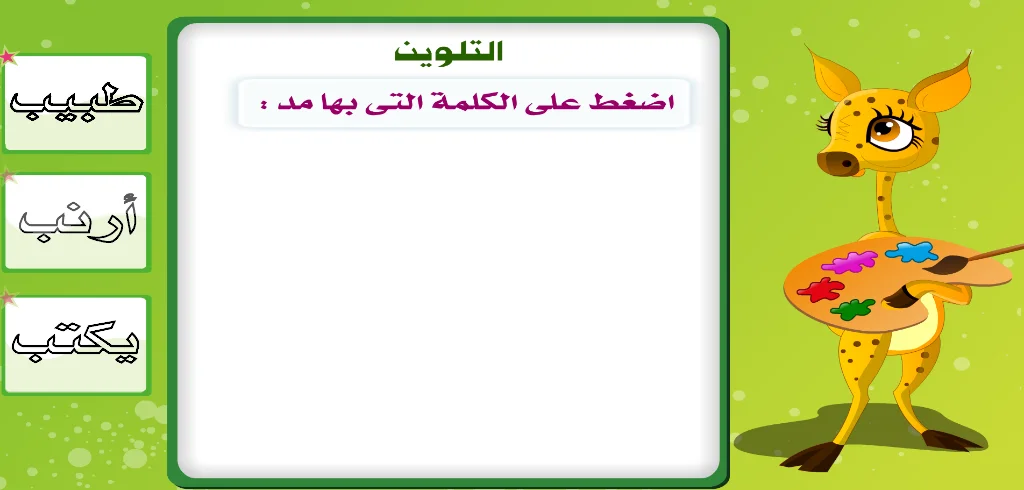 التلوين
اضغط على الكلمة التى بها مد :
طبيب
أرنب
يكتب